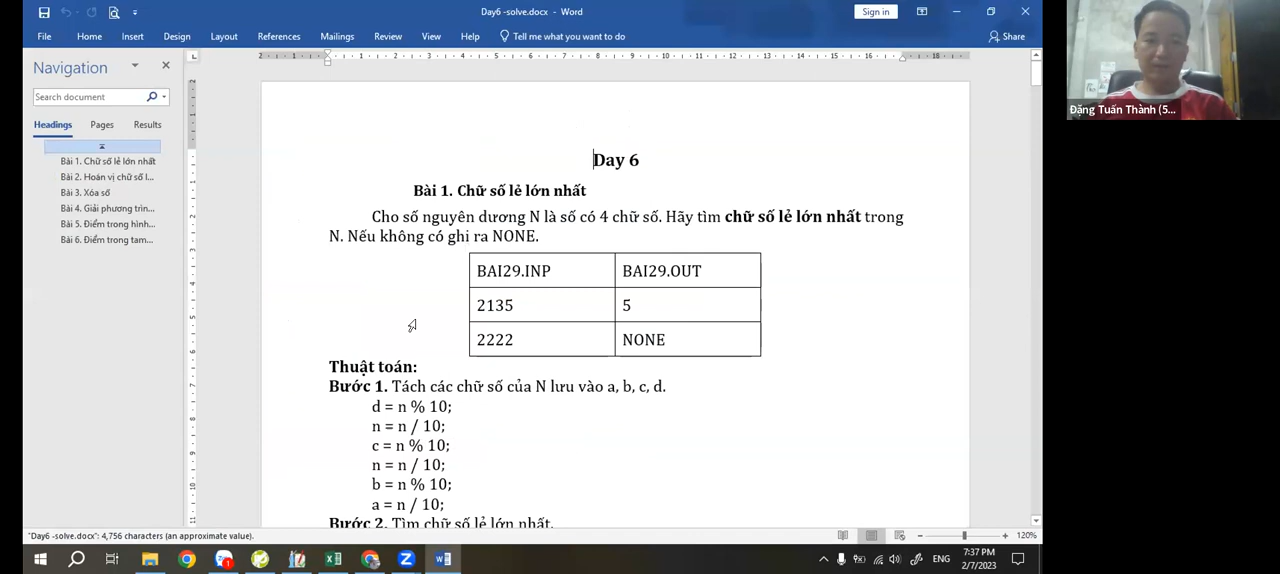 Day6 -solve.docx - Word
Sign in
File Home Insert Design Layout References Mailings Review View Help Tell me what you want to do Share
Navigation
Search document
Headings Pages Results
Bài 1. Chữ số lẻ lớn nhất
Bài 2. Hoán vị chữ số l...
Bài 3. Xóa số
Bài 4. Giải phương trìn...
Bài 5. Điểm trong hình...
Bài 6. Điểm trong tam...
Day 6
Bài 1. Chữ số lẻ lớn nhất
Cho số nguyên dương N là số có 4 chữ số. Hãy tìm chữ số lẻ lớn nhất trong
N. Nếu không có ghi ra NONE.
BAI29.INP BAI29.OUT
2135 5
2222 NONE
Thuật toán:
Bước 1. Tách các chữ số của N lưu vào a, b, c, d.
d = n % 10;
n = n / 10;
c = n % 10;
n = n / 10;
b = n % 10;
a = n / 10;
Bước 2. Tìm chữ số lẻ lớn nhất.
Đặng Tuấn Thành (5...
"Day6 -solve.docx": 4,756 characters (an approximate value).
120%
ENG
7:37 PM
2/7/2023